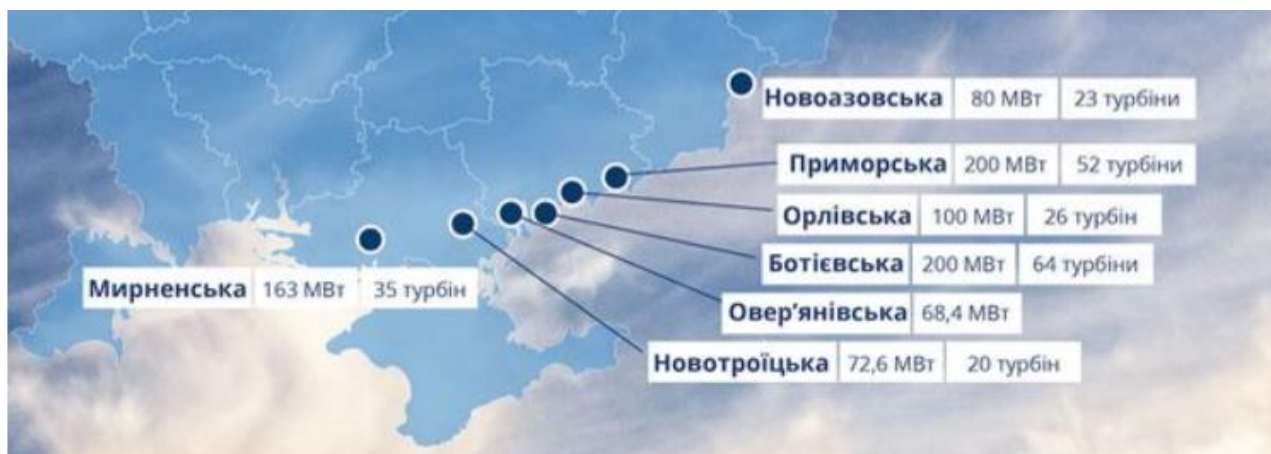 Новоазовська 80 МВт 23 турбіни
Приморська 200 МВт 52 турбіни
Орлівська 100 МВт 26 турбін
Ботієвська 200 МВт 64 турбіни
Мирненська 163 МВт 35 турбін
Овер’янівська 68,4 МВт
Новотроїцька 72,6 МВт 20 турбін